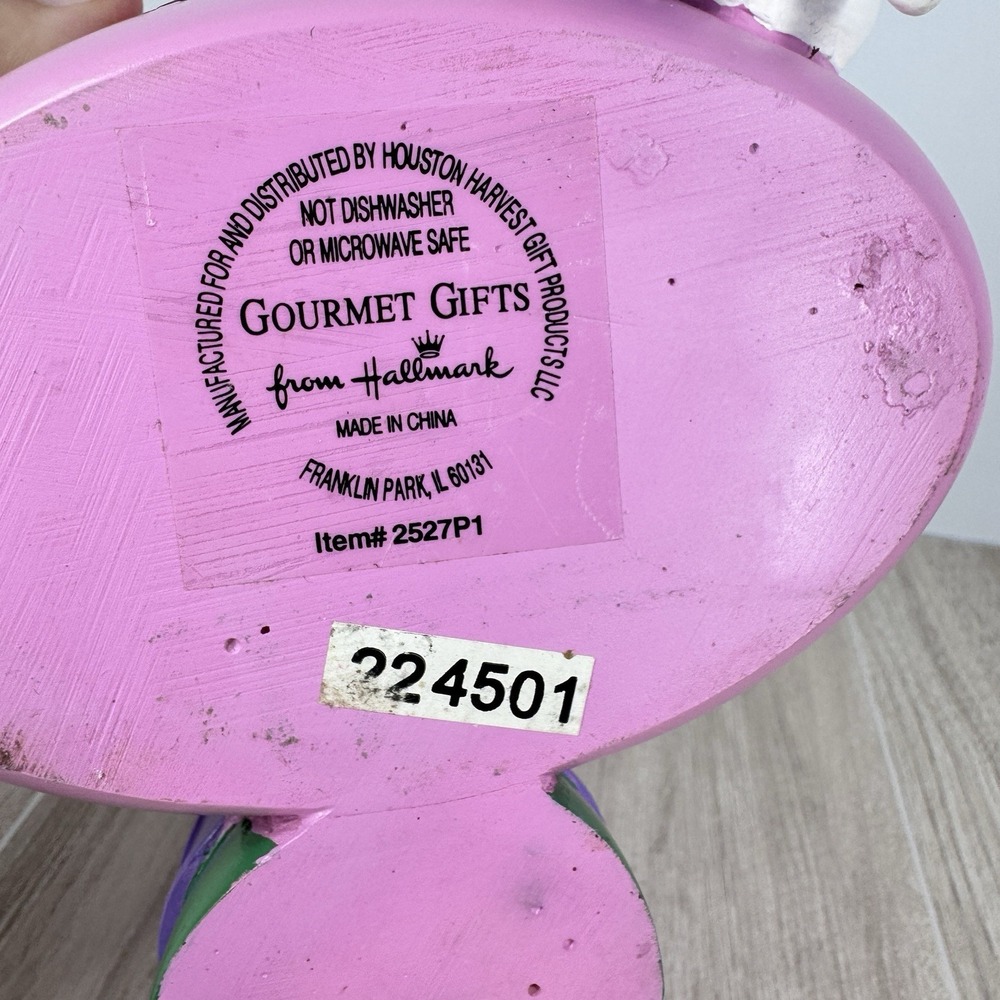 MANUFACTURED FOR AND DISTRIBUTED BY HOUSTON HARVEST GIFT PRODUCTS LLC
NOT DISHWASHER
OR MICROWAVE SAFE
GOURMET GIFTS
from Hallmark
MADE IN CHINA
FRANKLIN PARK, IL 60131
Item# 2527P1
224501